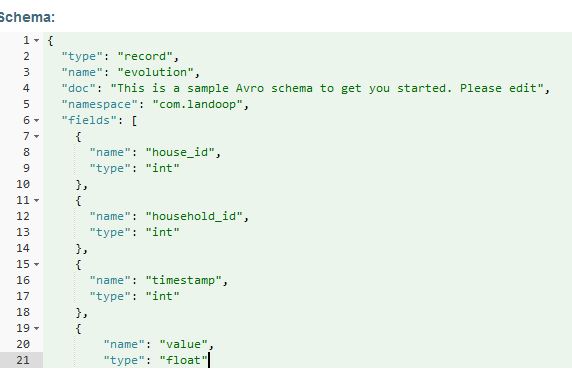 Schema:
1 {
2 "type": "record",
3 "name": "evolution",
4 "doc": "This is a sample Avro schema to get you started. Please edit",
5 "namespace": "com.landoop",
6 "fields": [
7 {
8 "name": "house_id",
9 "type": "int"
10 },
11 {
12 "name": "household_id",
13 "type": "int"
14 },
15 {
16 "name": "timestamp",
17 "type": "int"
18 },
19 {
20 "name": "value",
21 "type": "float"